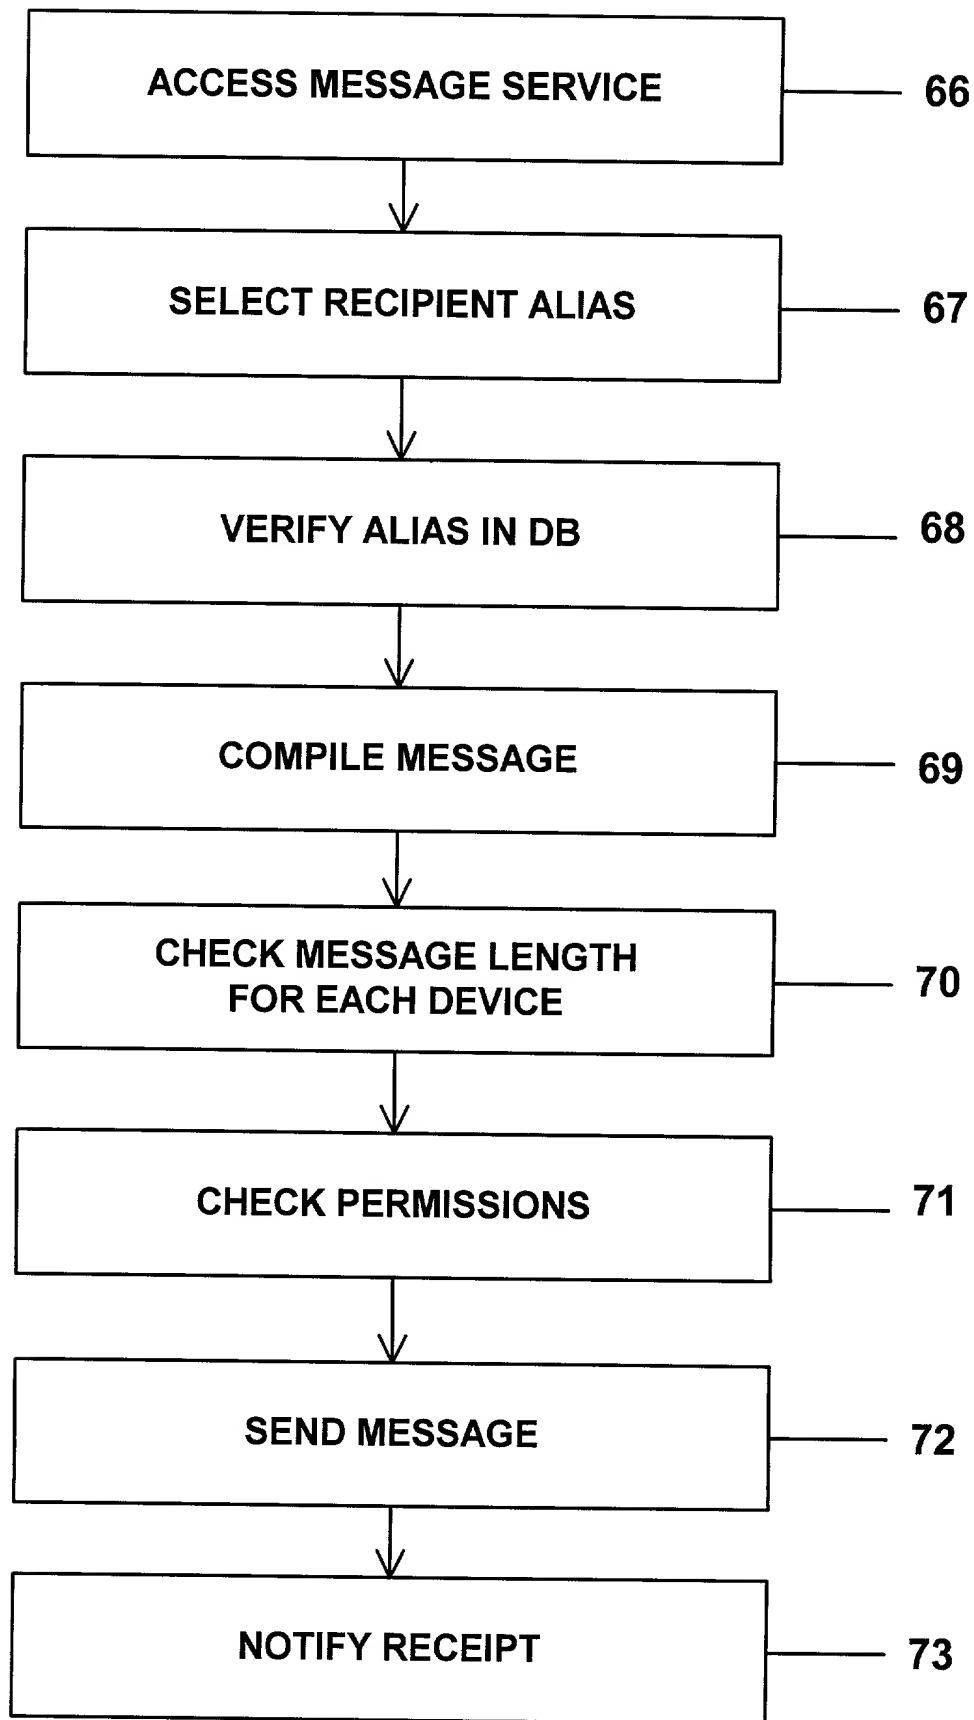 ACCESS MESSAGE SERVICE
66
SELECT RECIPIENT ALIAS
67
VERIFY ALIAS IN DB
68
COMPILE MESSAGE
69
CHECK MESSAGE LENGTH
FOR EACH DEVICE
70
CHECK PERMISSIONS
71
SEND MESSAGE
72
NOTIFY RECEIPT
73